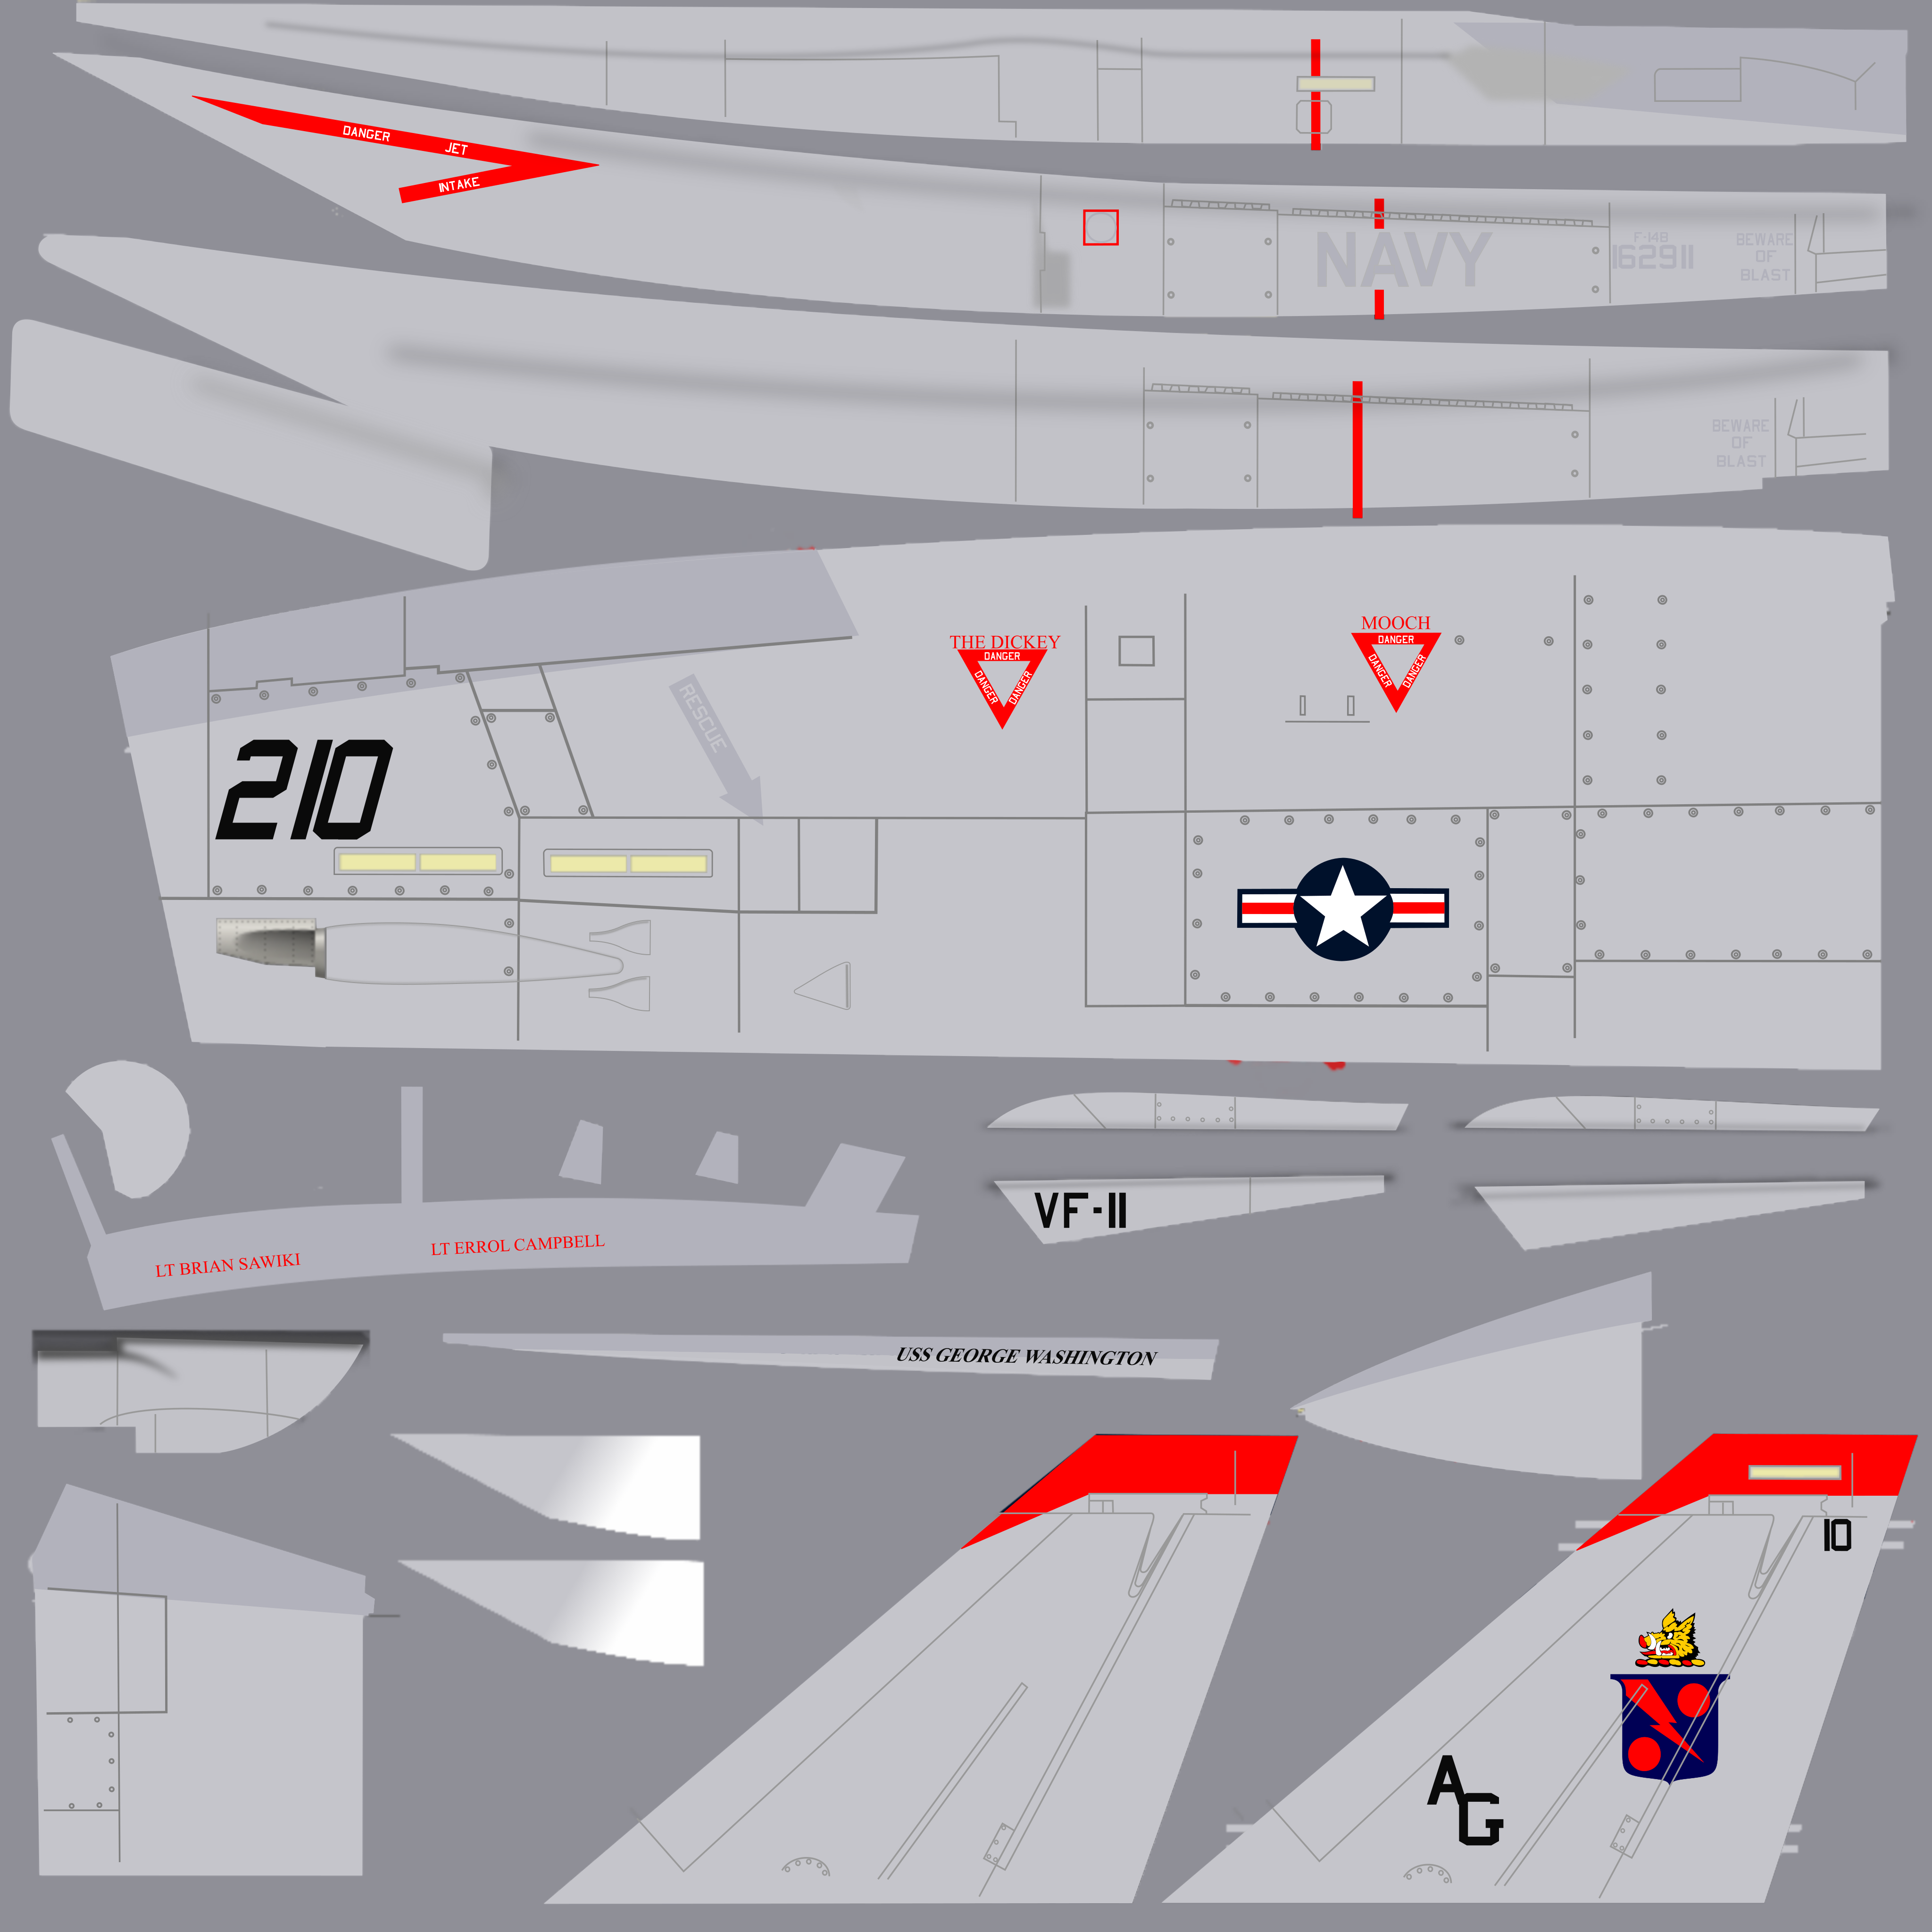 DANGER
JET
INTAKE
NAVY
F-14B
162911
BEWARE
OF
BLAST
BEWARE
OF
BLAST
THE DICKEY
DANGER
DANGER
DANGER
MOOCH
DANGER
DANGER
DANGER
RESCUE
210
VF-11
LT BRIAN SAWIKI
LT ERROL CAMPBELL
USS GEORGE WASHINGTON
10
A
G